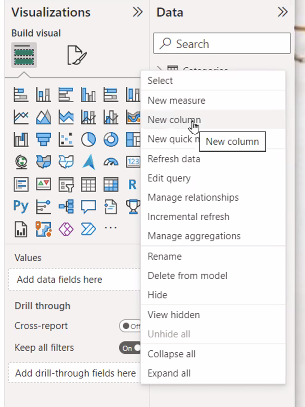 Visualizations
Data
Build visual
Search
Select
New measure
New column
New quick m
New column
Refresh data
Edit query
Manage relationships
Incremental refresh
Manage aggregations
Rename
Delete from model
Hide
View hidden
Unhide all
Collapse all
Expand all
123
R
Py
Values
Add data fields here
Drill through
Cross-report
Off
Keep all filters
On
Add drill-through fields here